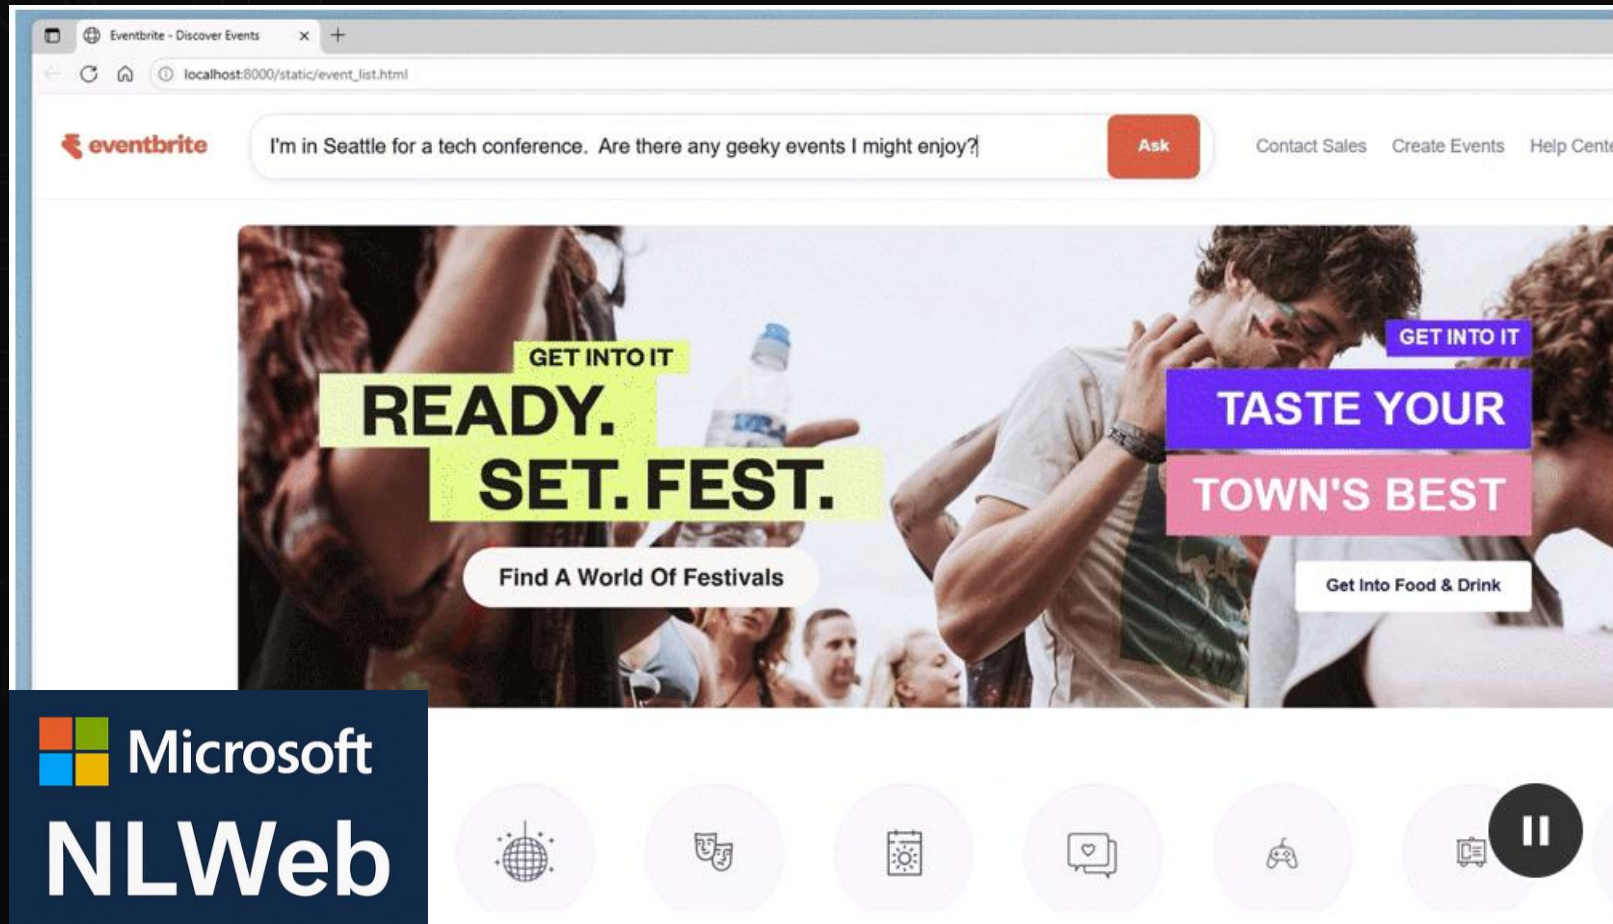 Eventbrite - Discover Events
localhost:8000/static/event_list.html
eventbrite
I'm in Seattle for a tech conference.  Are there any geeky events I might enjoy?
Ask
Contact Sales
Create Events
Help Cente
GET INTO IT
READY.
SET. FEST.
Find A World Of Festivals
GET INTO IT
TASTE YOUR
TOWN'S BEST
Get Into Food & Drink
Microsoft
NLWeb